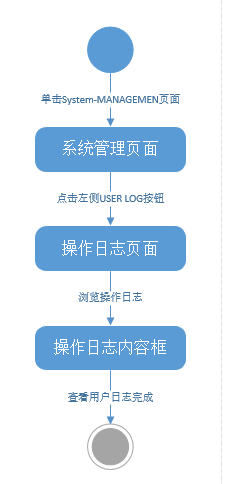 单击System-MANAGEMEN页面
系统管理页面
点击左侧USER LOG按钮
操作日志页面
浏览操作日志
操作日志内容框
查看用户日志完成